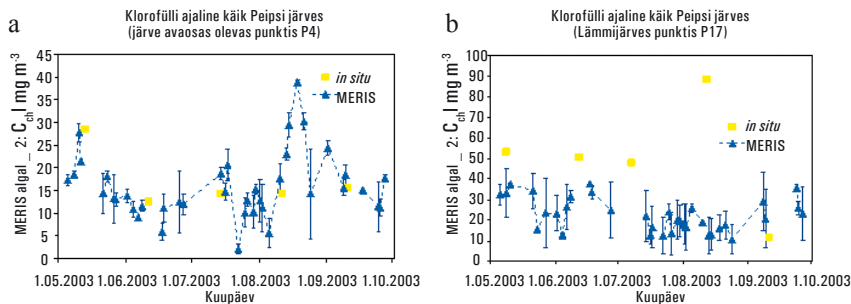 a
Klorofülli ajaline käik Peipsi järves
(järve avaosas olevas punktis P4)
MERIS algal_ 2: C_chl mg m-3
45
40
35
30
25
20
15
10
5
0
in situ
MERIS
1.05.2003 1.06.2003 1.07.2003 1.08.2003 1.09.2003 1.10.2003
Kuupäev
b
Klorofülli ajaline käik Peipsi järves
(Lämmijärves punktis P17)
MERIS algal_ 2: C_chl mg m-3
100
90
80
70
60
50
40
30
20
10
0
in situ
MERIS
1.05.2003 1.06.2003 1.07.2003 1.08.2003 1.09.2003 1.10.2003
Kuupäev